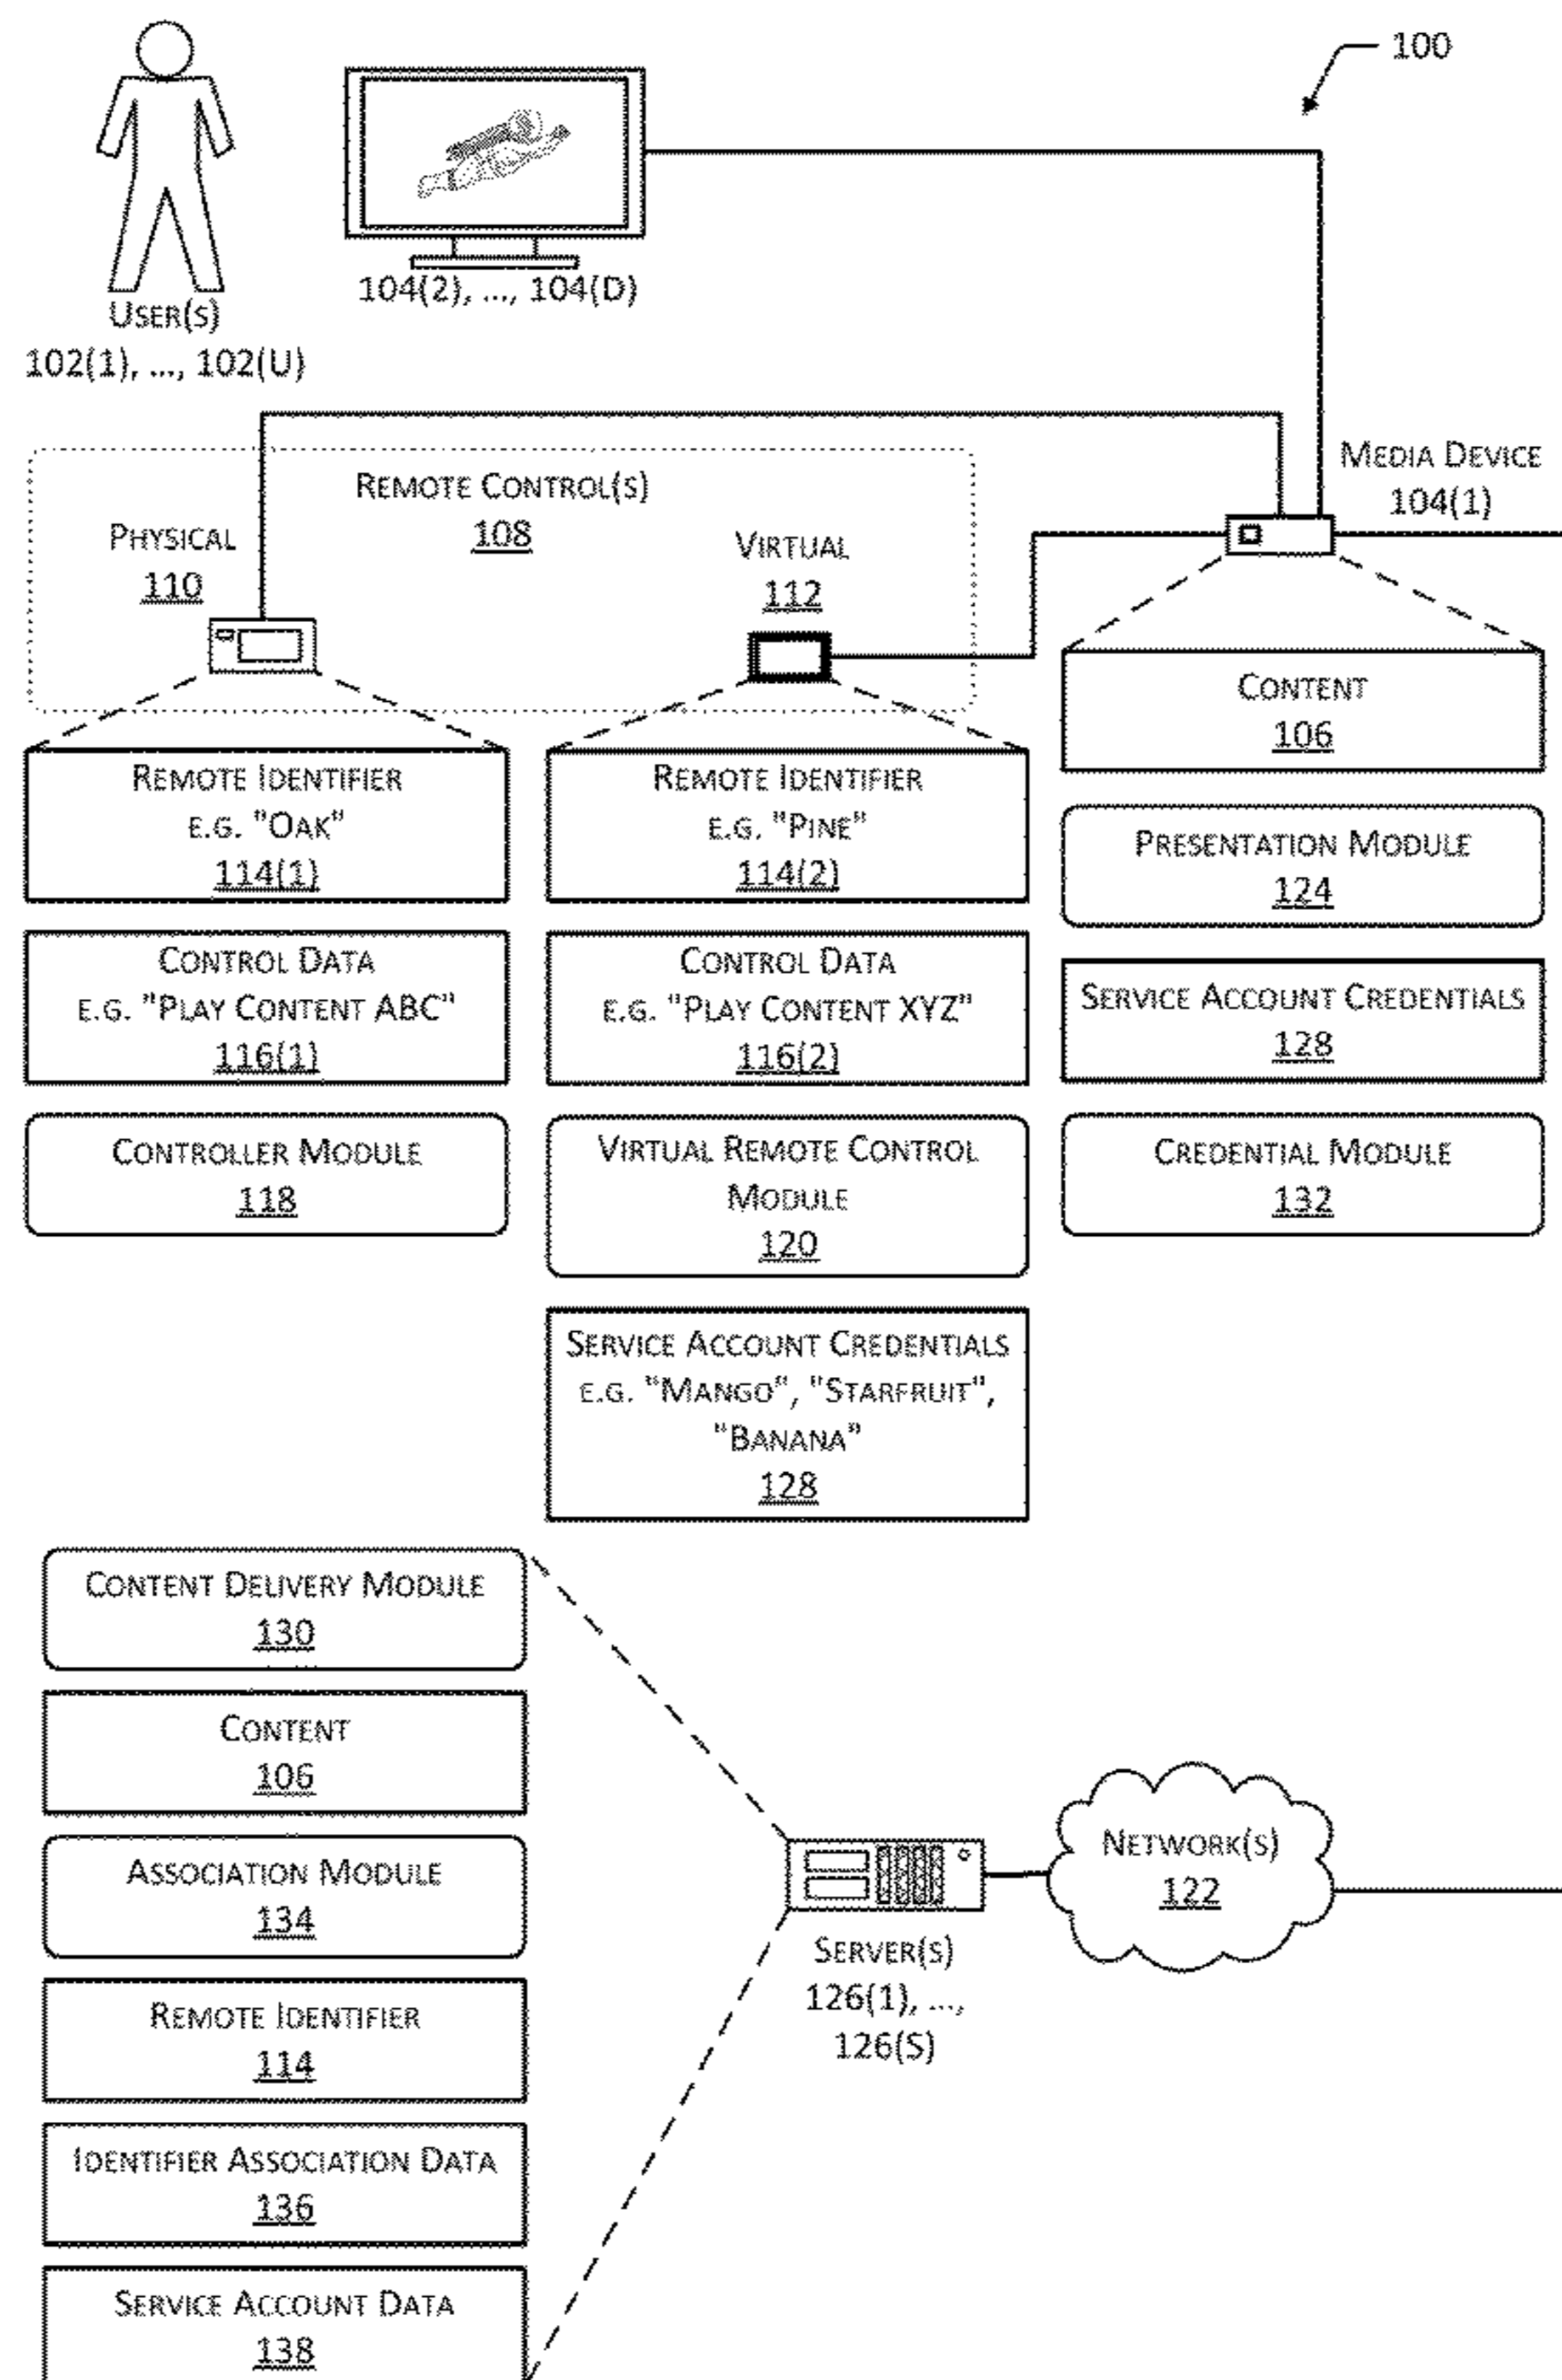 100
User(s)
102(1), ..., 102(U)
104(2), ..., 104(D)
Media Device
104(1)
Remote Control(s)
108
Physical
110
Virtual
112
Remote Identifier
e.g. "Oak"
114(1)
Control Data
e.g. "Play Content ABC"
116(1)
Controller Module
118
Remote Identifier
e.g. "Pine"
114(2)
Control Data
e.g. "Play Content XYZ"
116(2)
Virtual Remote Control
Module
120
Service Account Credentials
e.g. "Mango", "Starfruit",
"Banana"
128
Content
106
Presentation Module
124
Service Account Credentials
128
Credential Module
132
Content Delivery Module
130
Content
106
Association Module
134
Remote Identifier
114
Identifier Association Data
136
Service Account Data
138
Server(s)
126(1), ...,
126(S)
Network(s)
122